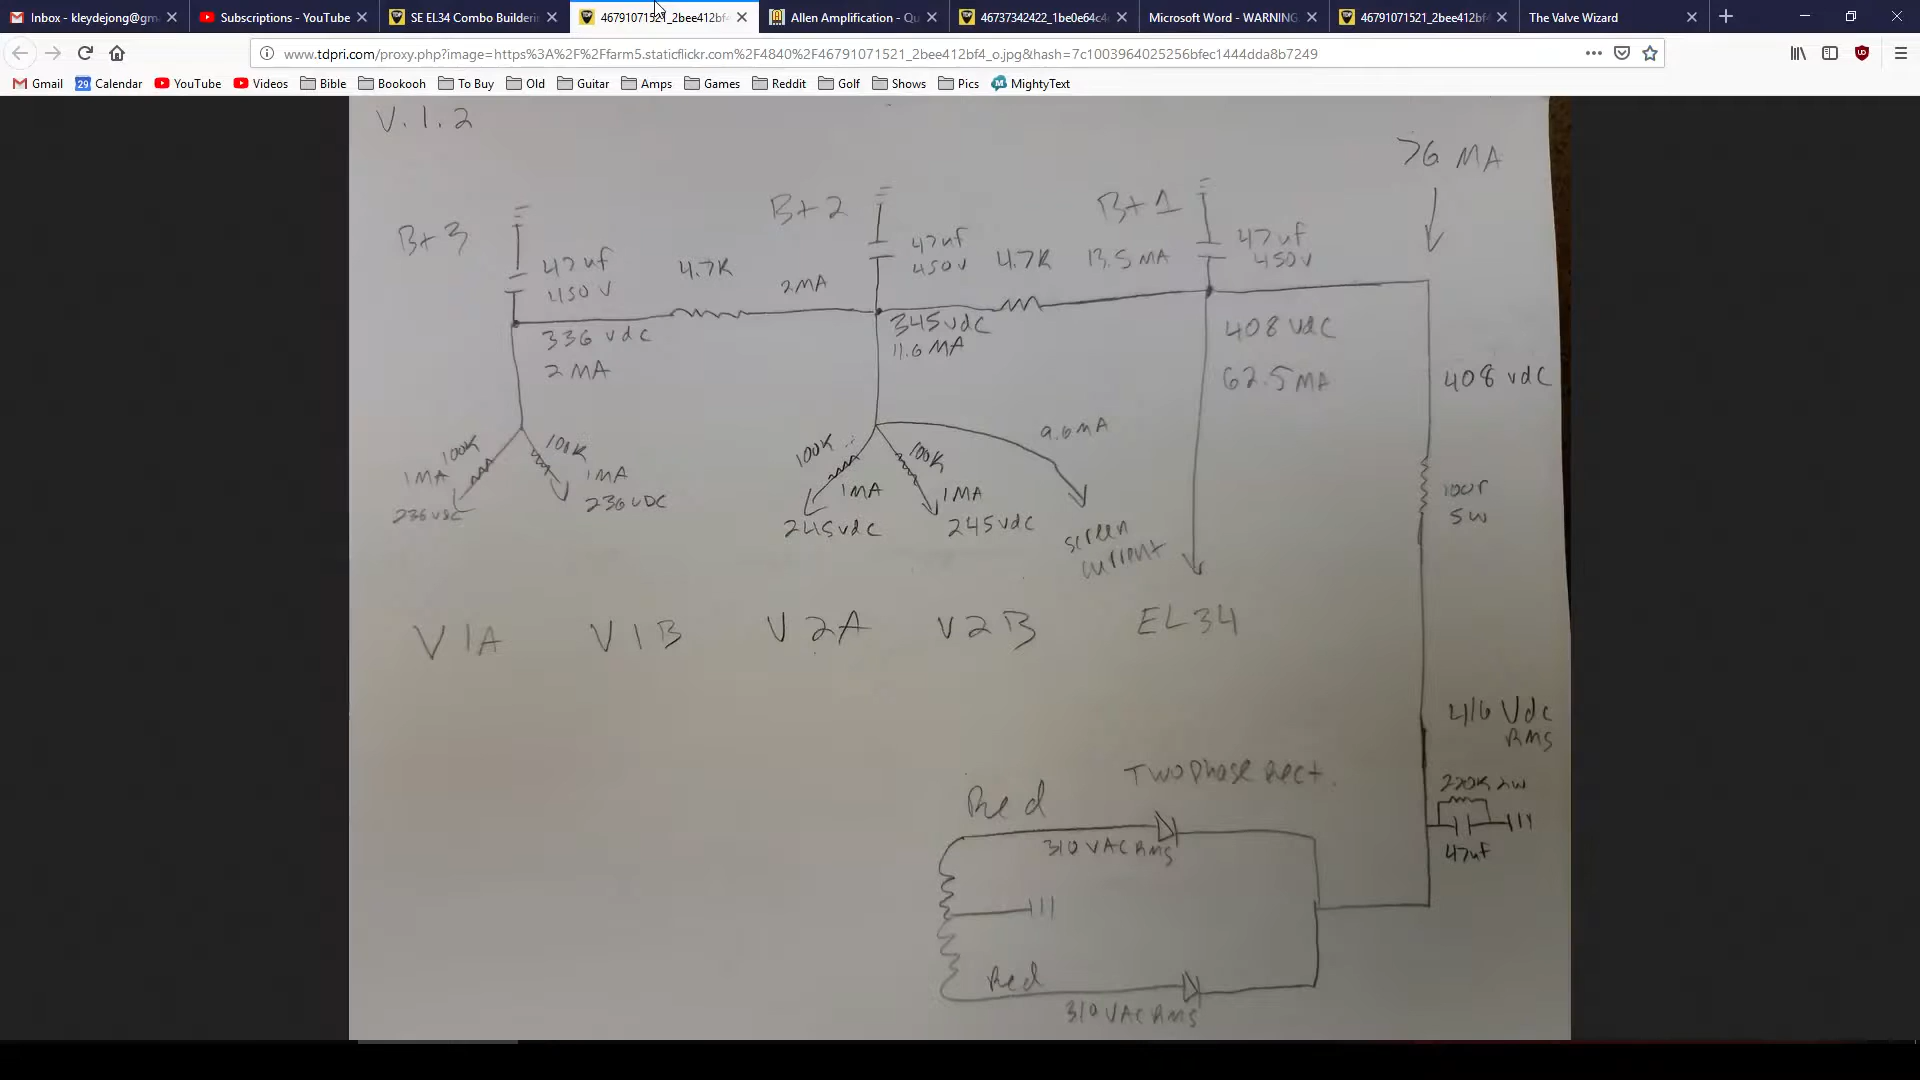 Inbox - kleydejong@gm
Subscriptions - YouTube
SE EL34 Combo Builderin
46791071521_2bee412bf4
Allen Amplification - Qu
46737342422_1be0e64c4
Microsoft Word - WARNING
46791071521_2bee412bf4
The Valve Wizard
www.tdpri.com/proxy.php?image=https%3A%2F%2Ffarm5.staticflickr.com%2F4840%2F46791071521_2bee412bf4_o.jpg&hash=7c1003964025256bfec1444dda8b7249
Gmail
29 Calendar
YouTube
Videos
Bible
Bookooh
To Buy
Old
Guitar
Amps
Games
Reddit
Golf
Shows
Pics
MightyText
V.1.2
76 MA
B+3
B+2
B+1
47uf
450V
4.7K
2MA
47uf
450V
4.7K
13.5MA
47uf
450V
336 vdc
2 MA
345vdc
11.6 MA
408 vdc
62.5MA
408 vdc
100K
1MA
236vdc
100K
1MA
236VDC
100K
1MA
245vdc
100K
1MA
245vdc
9.6MA
screen
current
100r
5W
V1A
V1B
V2A
V2B
EL34
416 Vdc
RMS
220K 2W
47uf
Two phase Rect.
Red
310 VAC RMS
Red
310 VAC RMS